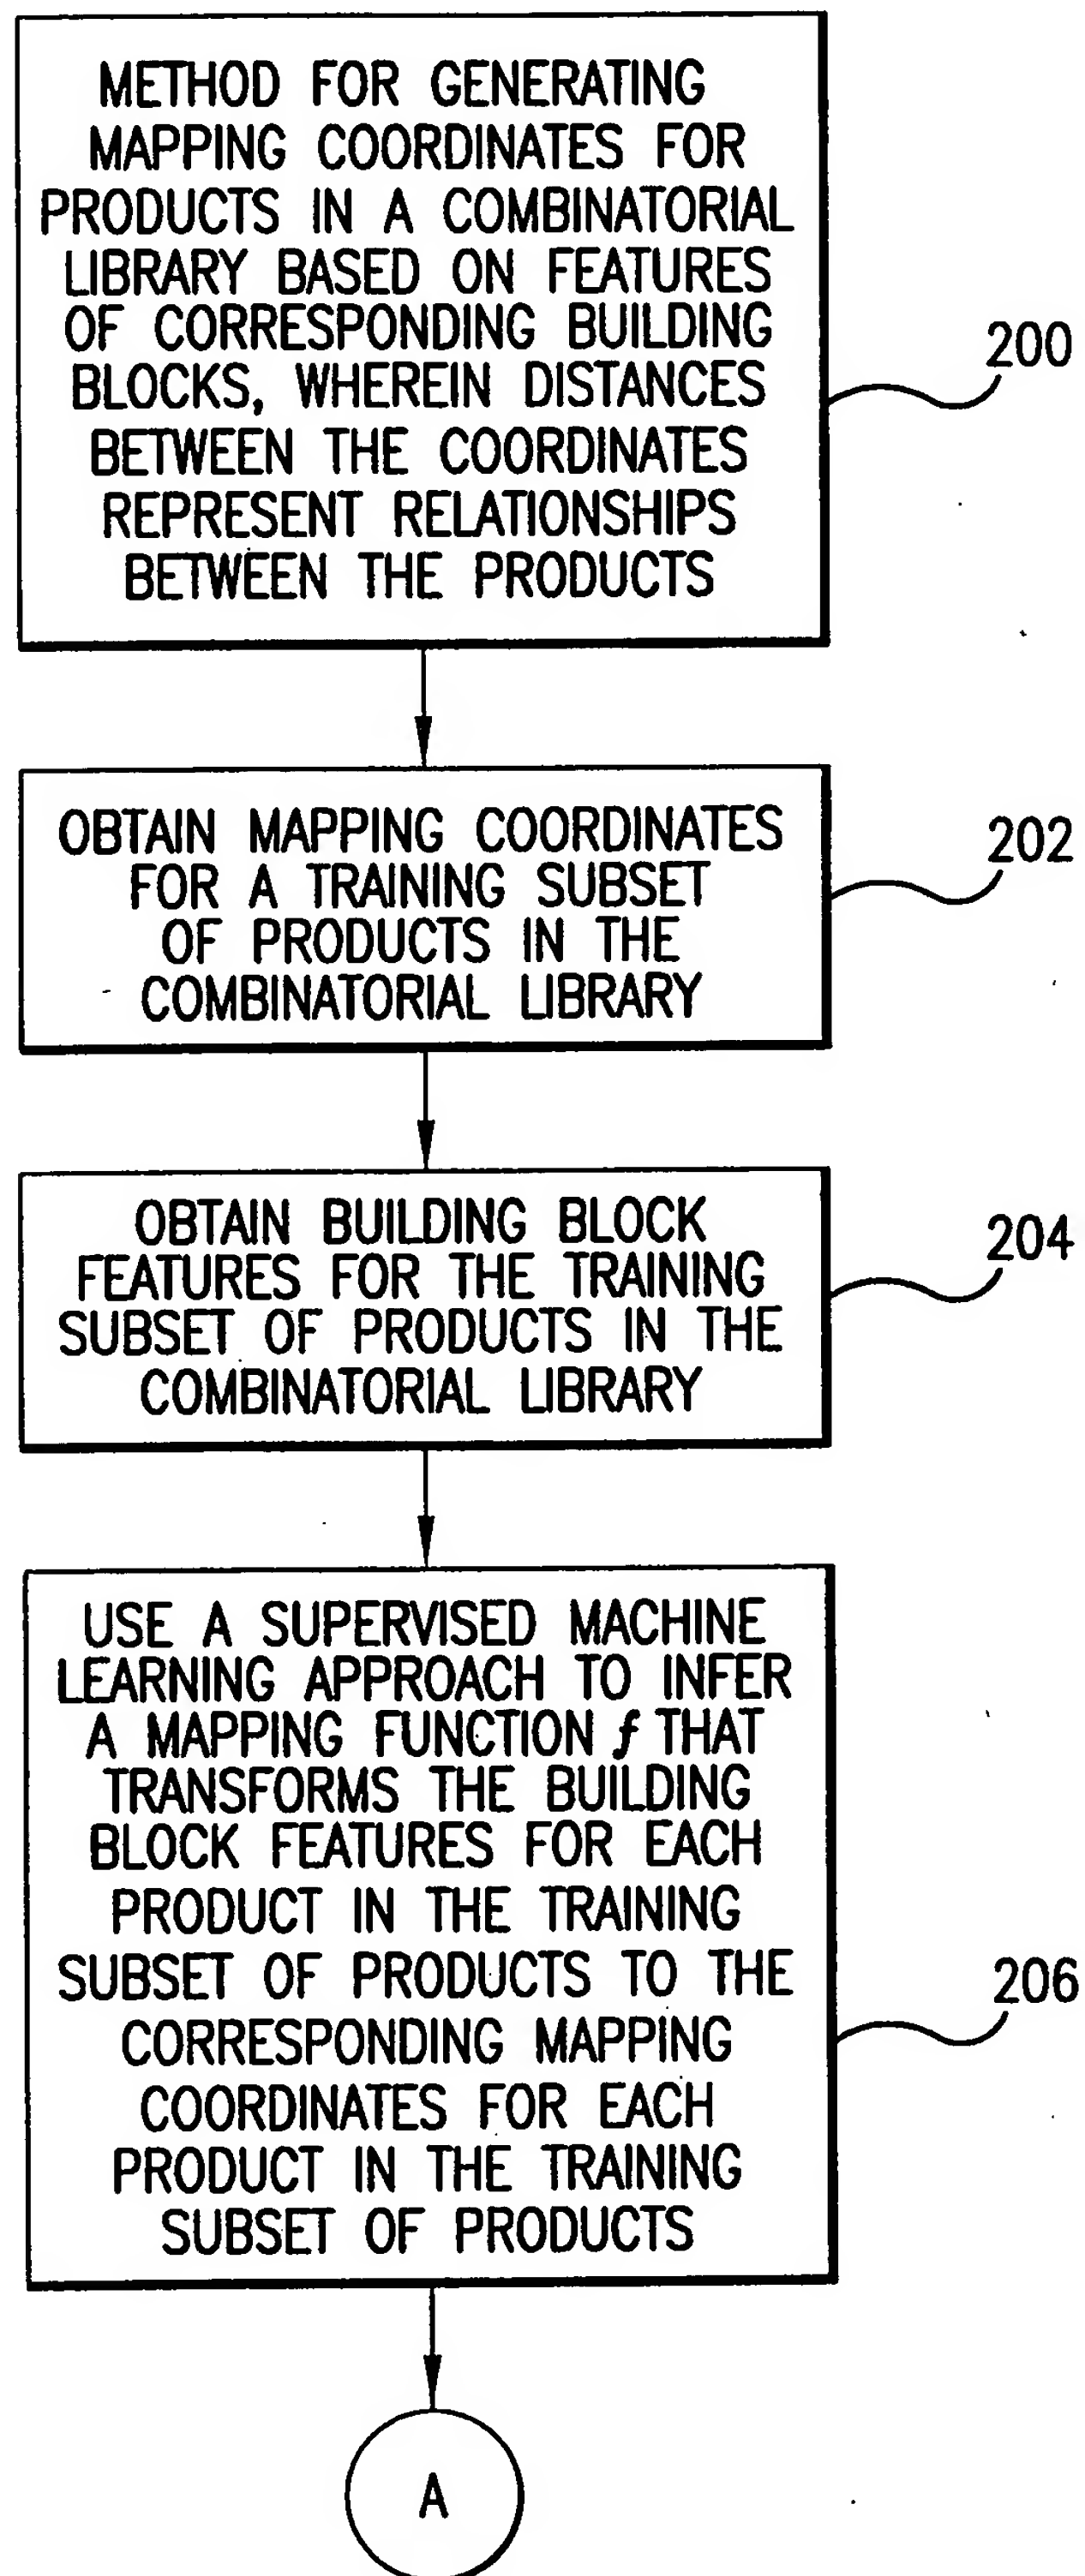 METHOD FOR GENERATING
MAPPING COORDINATES FOR
PRODUCTS IN A COMBINATORIAL
LIBRARY BASED ON FEATURES
OF CORRESPONDING BUILDING
BLOCKS, WHEREIN DISTANCES
BETWEEN THE COORDINATES
REPRESENT RELATIONSHIPS
BETWEEN THE PRODUCTS
200
OBTAIN MAPPING COORDINATES
FOR A TRAINING SUBSET
OF PRODUCTS IN THE
COMBINATORIAL LIBRARY
202
OBTAIN BUILDING BLOCK
FEATURES FOR THE TRAINING
SUBSET OF PRODUCTS IN THE
COMBINATORIAL LIBRARY
204
USE A SUPERVISED MACHINE
LEARNING APPROACH TO INFER
A MAPPING FUNCTION f THAT
TRANSFORMS THE BUILDING
BLOCK FEATURES FOR EACH
PRODUCT IN THE TRAINING
SUBSET OF PRODUCTS TO THE
CORRESPONDING MAPPING
COORDINATES FOR EACH
PRODUCT IN THE TRAINING
SUBSET OF PRODUCTS
206
A